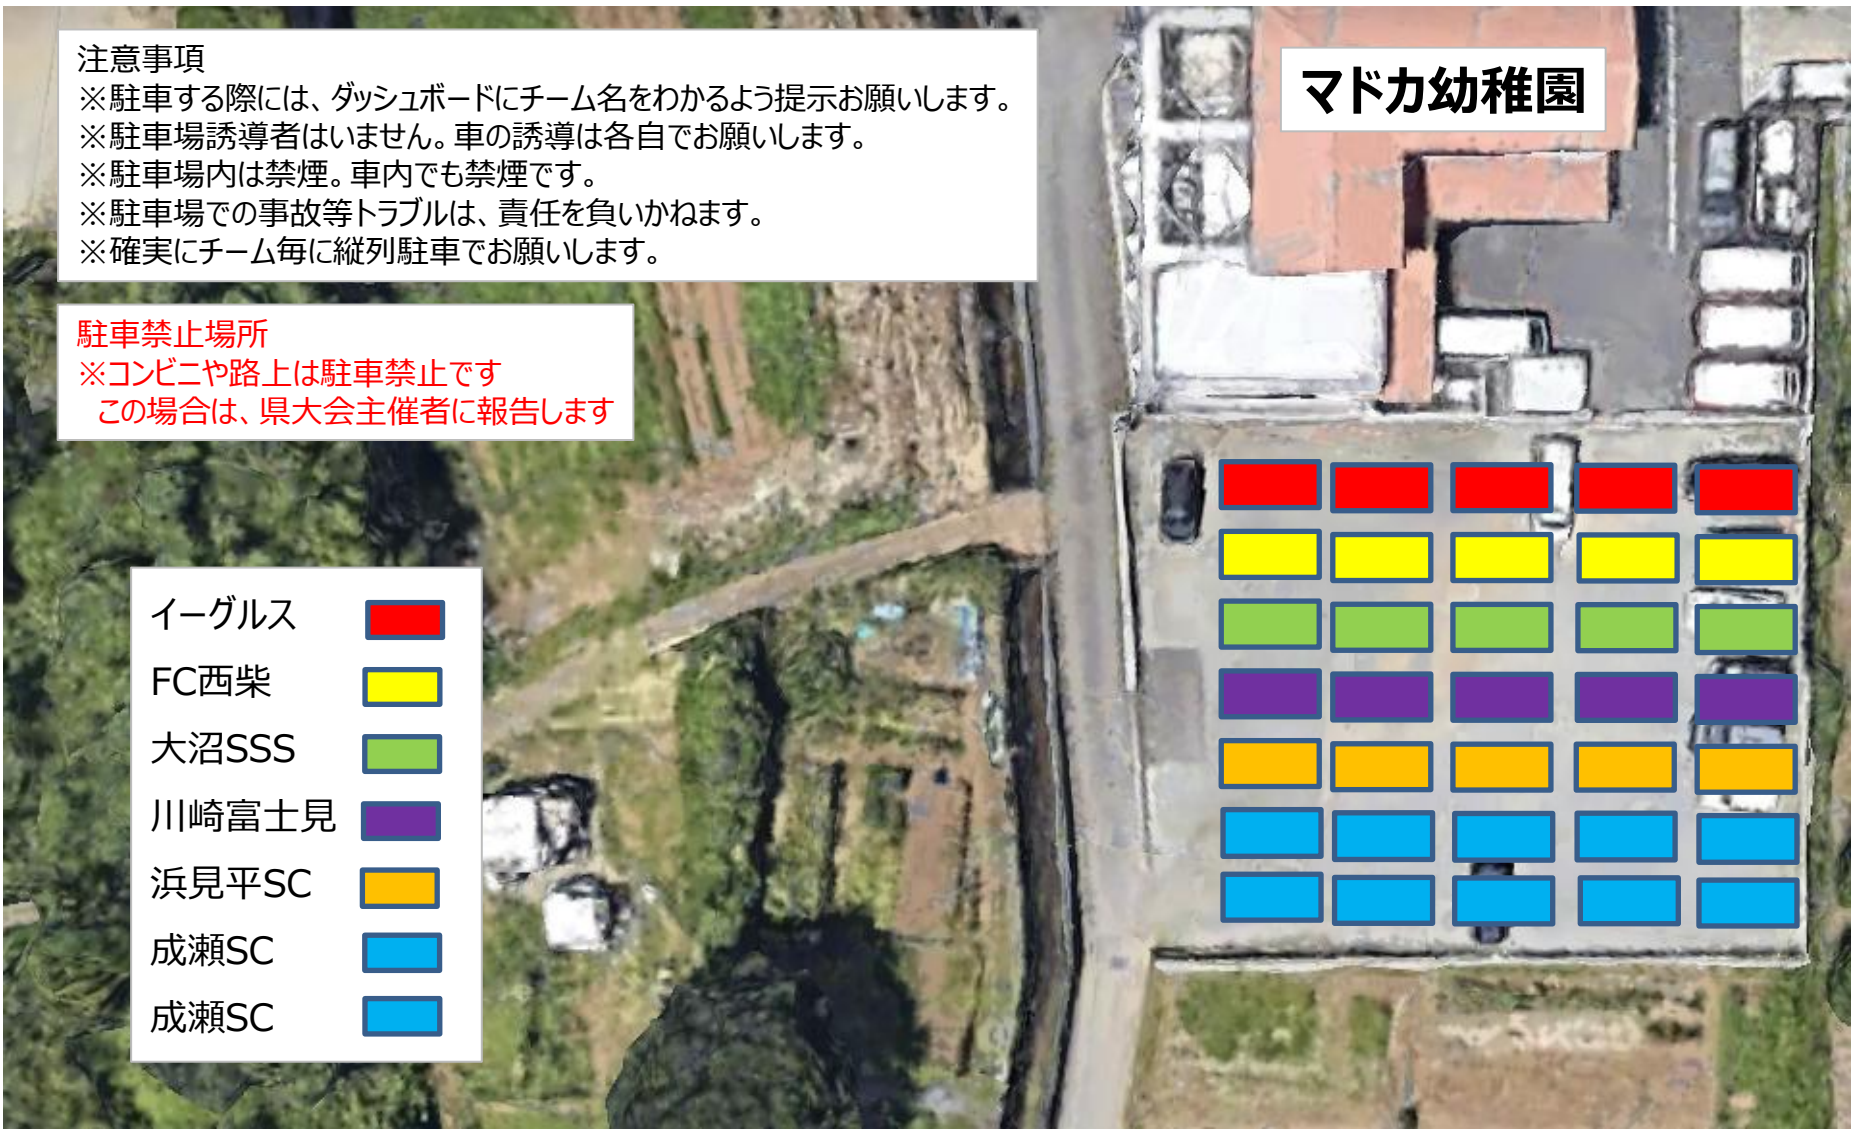 注意事項
※駐車する際には、ダッシュボードにチーム名をわかるよう提示お願いします。
※駐車場誘導者はいません。車の誘導は各自でお願いします。
※駐車場内は禁煙。車内でも禁煙です。
※駐車場での事故等トラブルは、責任を負いかねます。
※確実にチーム毎に縦列駐車でお願いします。
マドカ幼稚園
駐車禁止場所
※コンビニや路上は駐車禁止です
この場合は、県大会主催者に報告します
イーグルス
FC西柴
大沼SSS
川崎富士見
浜見平SC
成瀬SC
成瀬SC